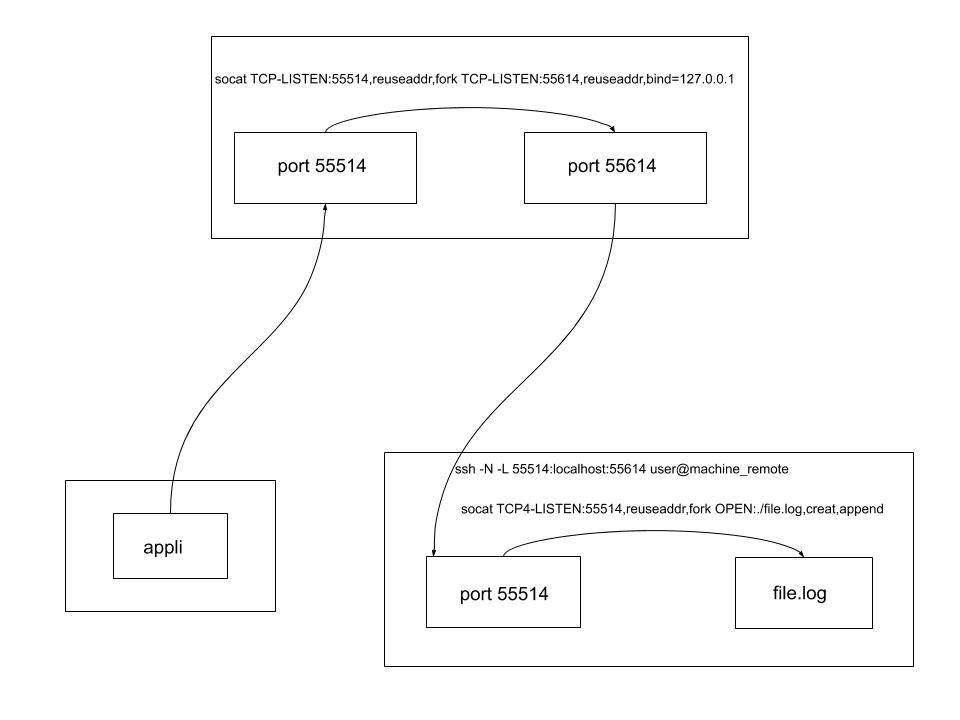 socat TCP-LISTEN:55514,reuseaddr,fork TCP-LISTEN:55614,reuseaddr,bind=127.0.0.1
port 55514
port 55614
ssh -N -L 55514:localhost:55614 user@machine_remote
socat TCP4-LISTEN:55514,reuseaddr,fork OPEN:./file.log,creat,append
appli
port 55514
file.log